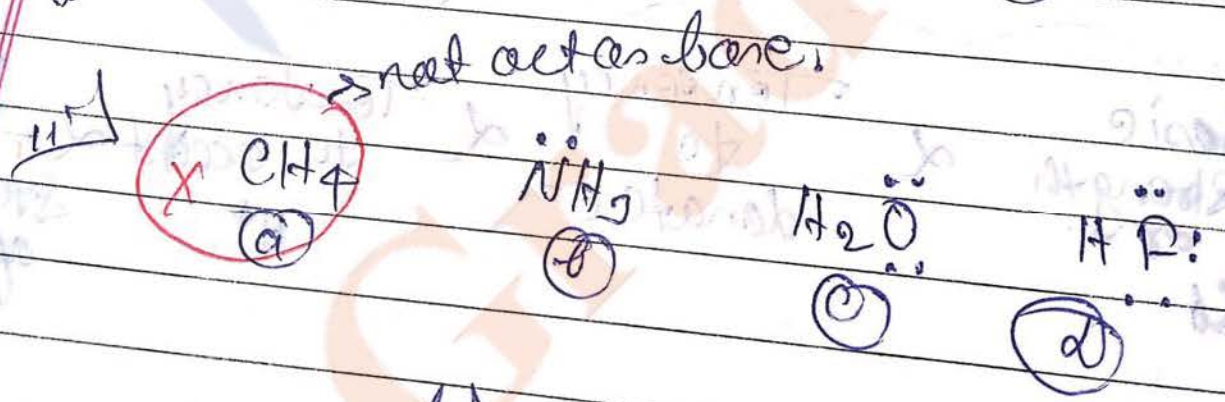 → not act as base.
11) x CH4 N̈H3 H2Ö: HF̈:
(a) (b) (c) (d)